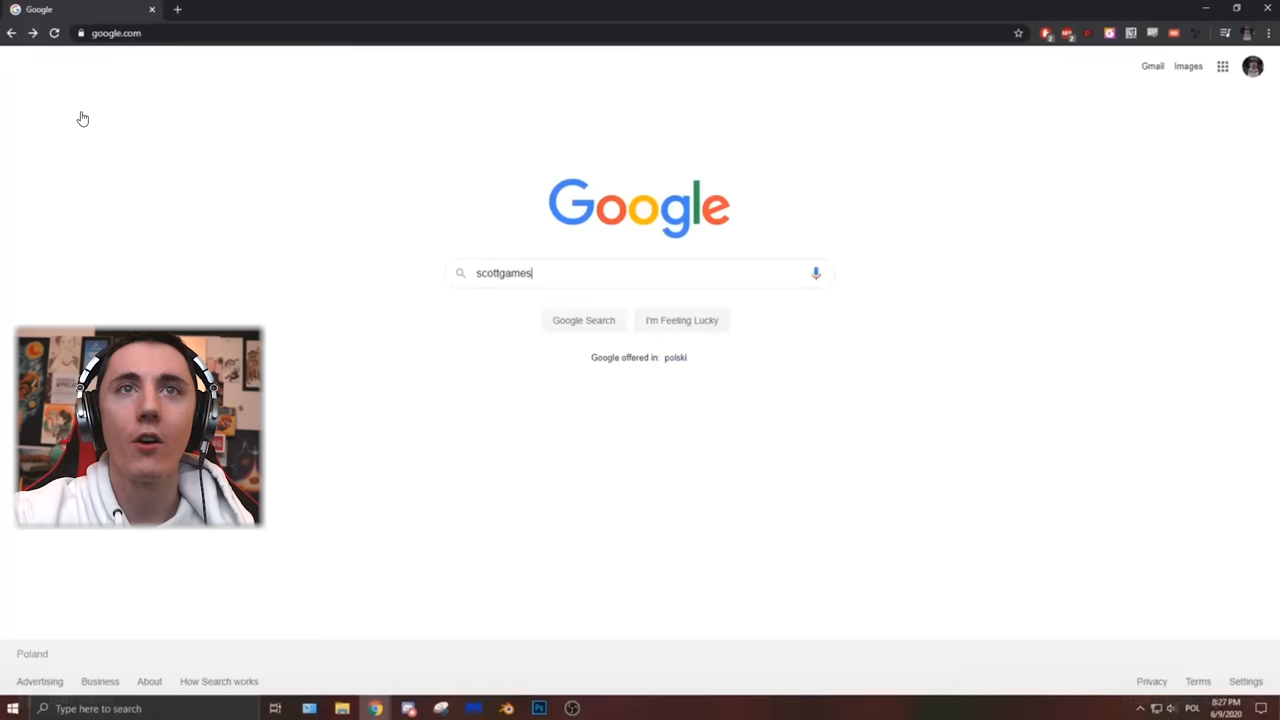 Google
google.com
Gmail Images
Google
scottgames
Google Search I'm Feeling Lucky
Google offered in: polski
Poland
Advertising Business About How Search works
Privacy Terms Settings
Type here to search
Ps
POL
8:27 PM
6/9/2020